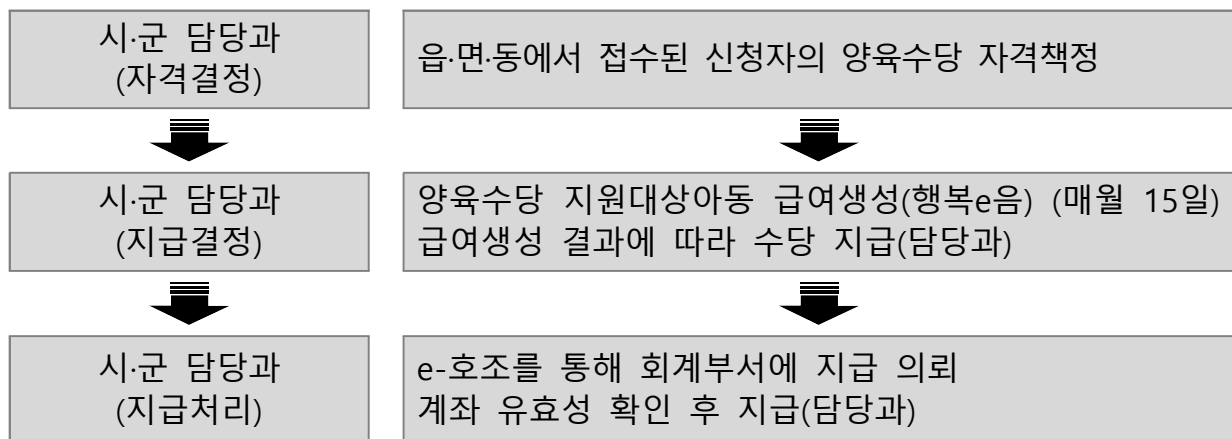 시·군 담당과
(자격결정)
읍·면·동에서 접수된 신청자의 양육수당 자격책정
시·군 담당과
(지급결정)
양육수당 지원대상아동 급여생성(행복e음) (매월 15일)
급여생성 결과에 따라 수당 지급(담당과)
시·군 담당과
(지급처리)
e-호조를 통해 회계부서에 지급 의뢰
계좌 유효성 확인 후 지급(담당과)